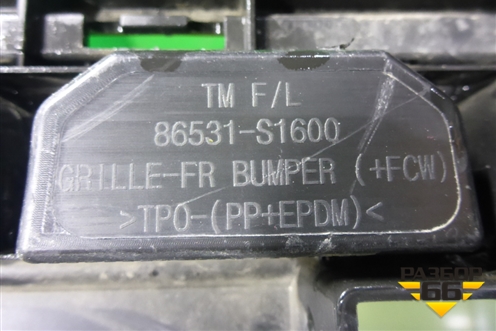 TM F/L
86531-S1600
GRILLE-FR BUMPER (+FCW)
>TPO-(PP+EPDM)<
РАЗБОР
66